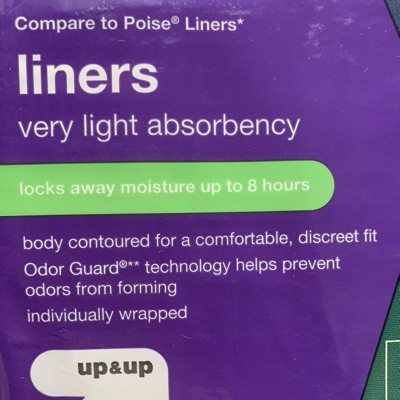 Compare to Poise® Liners*
liners
very light absorbency
locks away moisture up to 8 hours
body contoured for a comfortable, discreet fit
Odor Guard®** technology helps prevent
odors from forming
individually wrapped
up&up